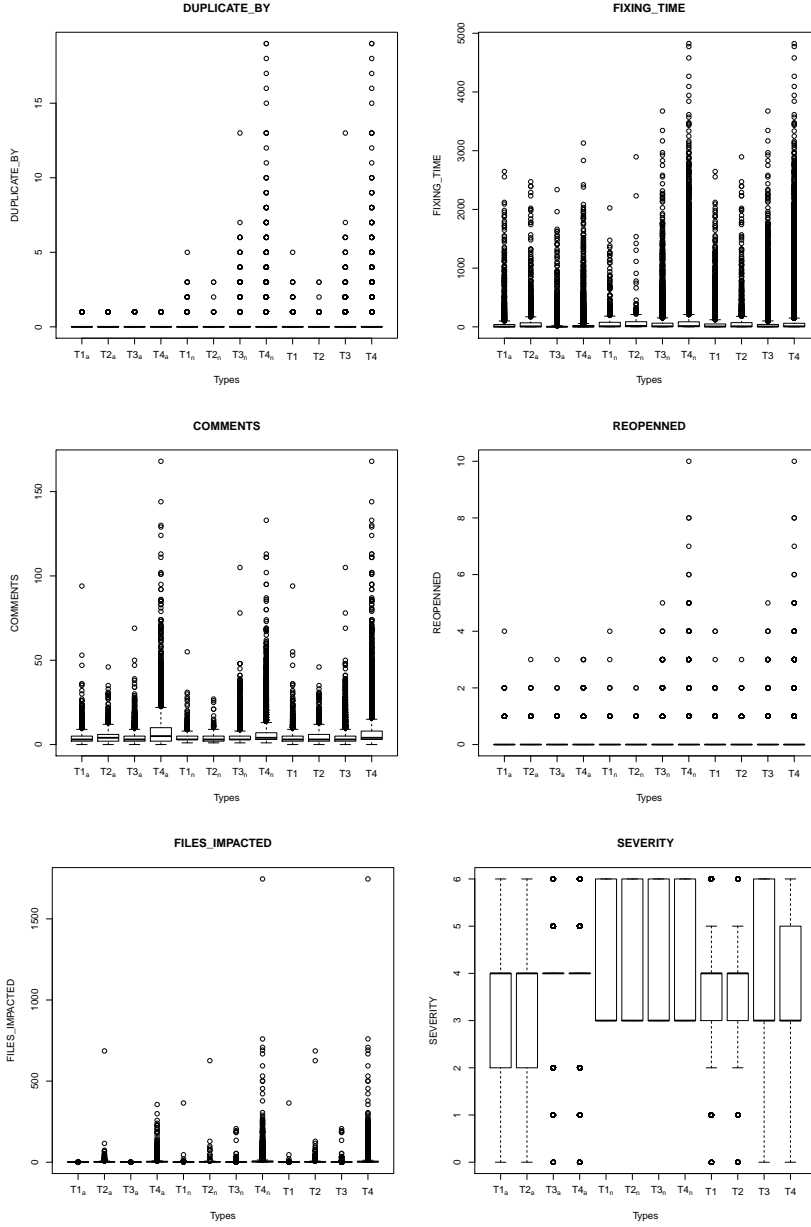 DUPLICATE_BY
DUPLICATE_BY
15
10
5
0
T1ₐ T2ₐ T3ₐ T4ₐ T1ₙ T2ₙ T3ₙ T4ₙ T1 T2 T3 T4
Types
FIXING_TIME
FIXING_TIME
5000
4000
3000
2000
1000
0
T1ₐ T2ₐ T3ₐ T4ₐ T1ₙ T2ₙ T3ₙ T4ₙ T1 T2 T3 T4
Types
COMMENTS
COMMENTS
150
100
50
0
T1ₐ T2ₐ T3ₐ T4ₐ T1ₙ T2ₙ T3ₙ T4ₙ T1 T2 T3 T4
Types
REOPENNED
REOPENNED
10
8
6
4
2
0
T1ₐ T2ₐ T3ₐ T4ₐ T1ₙ T2ₙ T3ₙ T4ₙ T1 T2 T3 T4
Types
FILES_IMPACTED
FILES_IMPACTED
1500
1000
500
0
T1ₐ T2ₐ T3ₐ T4ₐ T1ₙ T2ₙ T3ₙ T4ₙ T1 T2 T3 T4
Types
SEVERITY
SEVERITY
6
5
4
3
2
1
0
T1ₐ T2ₐ T3ₐ T4ₐ T1ₙ T2ₙ T3ₙ T4ₙ T1 T2 T3 T4
Types